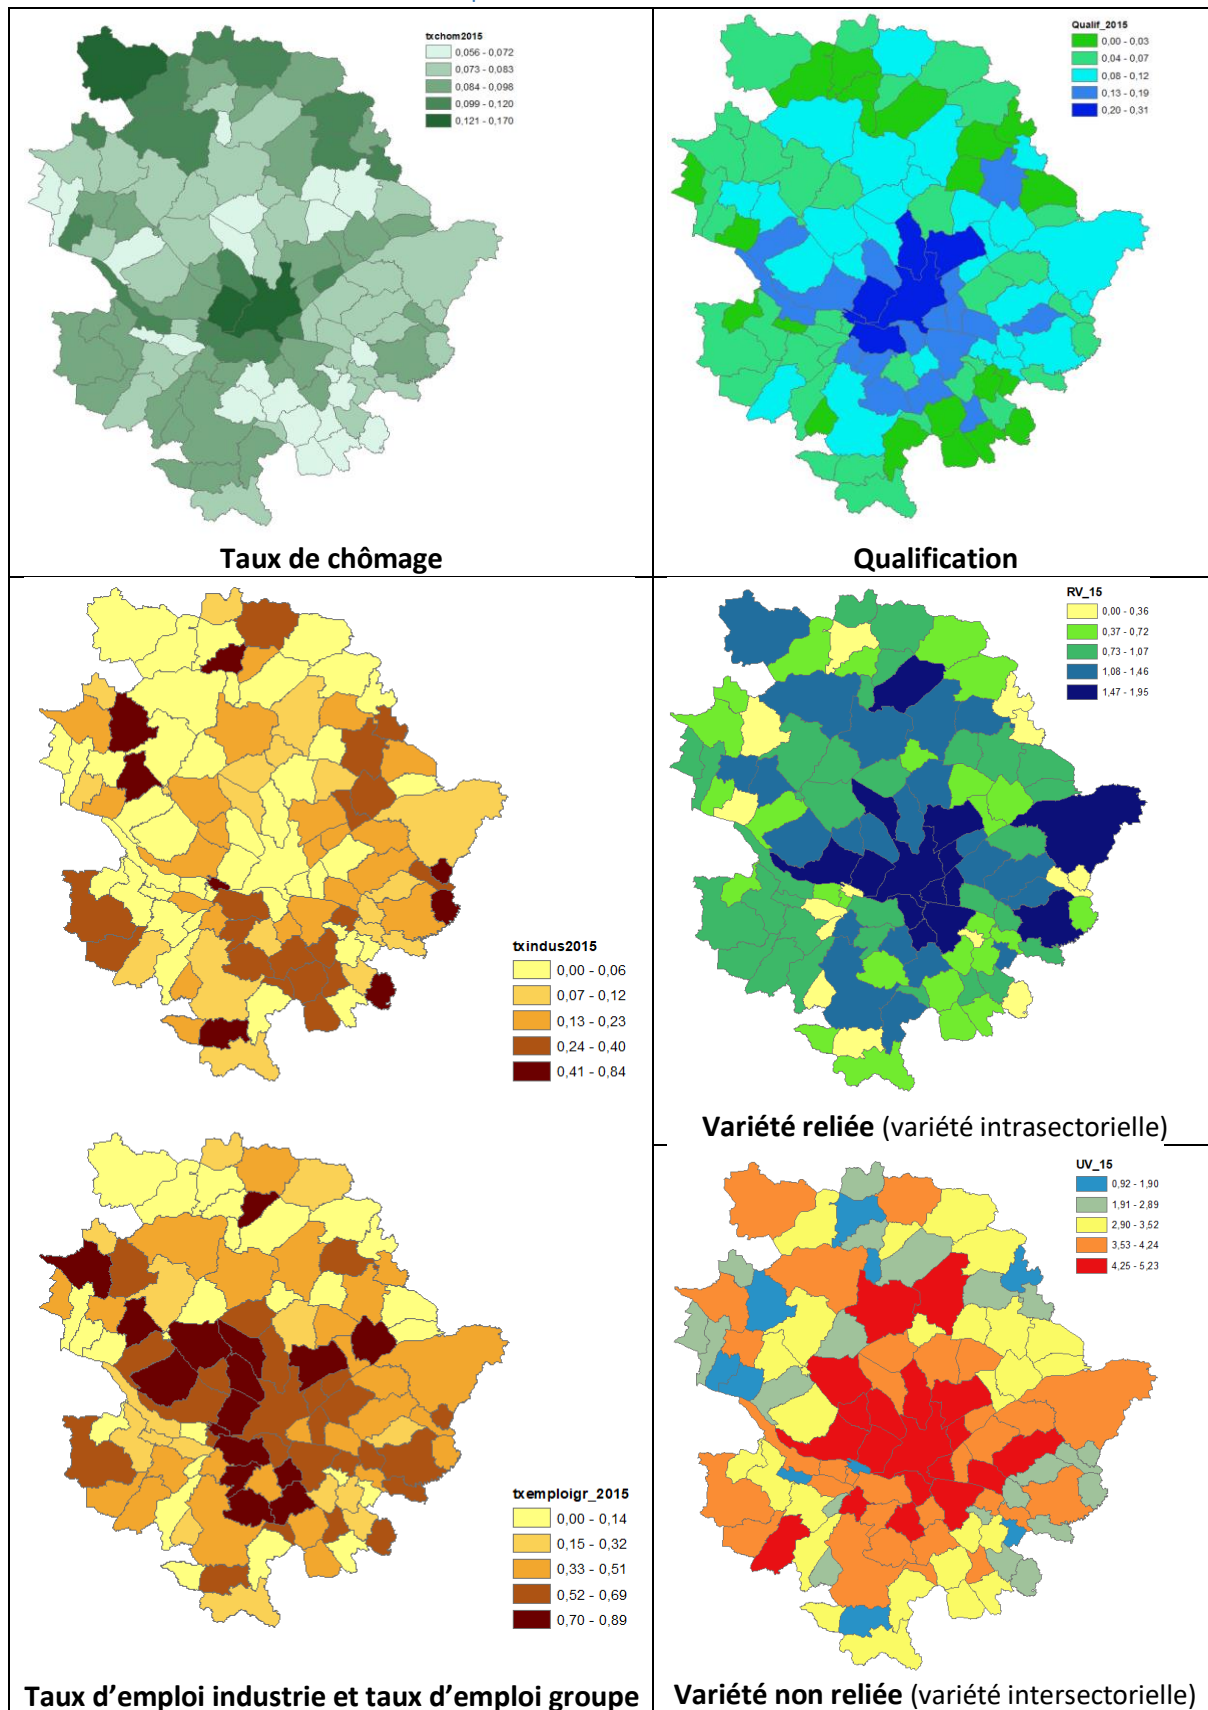 txchom2015
0,056 - 0,072
0,073 - 0,083
0,084 - 0,098
0,099 - 0,120
0,121 - 0,170
Taux de chômage
Qualif_2015
0,00 - 0,03
0,04 - 0,07
0,08 - 0,12
0,13 - 0,19
0,20 - 0,31
Qualification
txindus2015
0,00 - 0,06
0,07 - 0,12
0,13 - 0,23
0,24 - 0,40
0,41 - 0,84
RV_15
0,00 - 0,36
0,37 - 0,72
0,73 - 1,07
1,08 - 1,46
1,47 - 1,95
Variété reliée (variété intrasectorielle)
txemploigr_2015
0,00 - 0,14
0,15 - 0,32
0,33 - 0,51
0,52 - 0,69
0,70 - 0,89
Taux d'emploi industrie et taux d'emploi groupe
UV_15
0,92 - 1,90
1,91 - 2,89
2,90 - 3,52
3,53 - 4,24
4,25 - 5,23
Variété non reliée (variété intersectorielle)